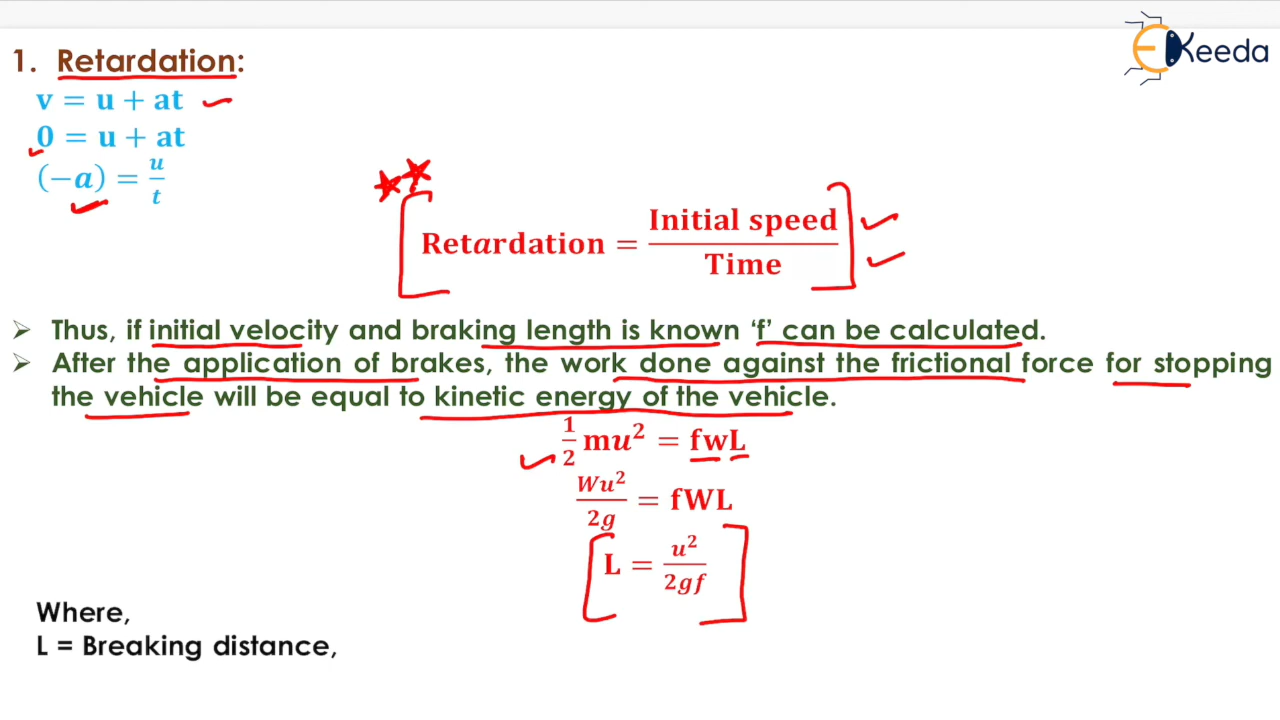 EKeeda
1. Retardation:
v = u + at
0 = u + at
(−a) = u/t
Retardation = Initial speed / Time
➢ Thus, if initial velocity and braking length is known ‘f’ can be calculated.
➢ After the application of brakes, the work done against the frictional force for stopping
the vehicle will be equal to kinetic energy of the vehicle.
1/2 mu² = fwL
Wu²/2g = fWL
L = u²/2gf
Where,
L = Breaking distance,